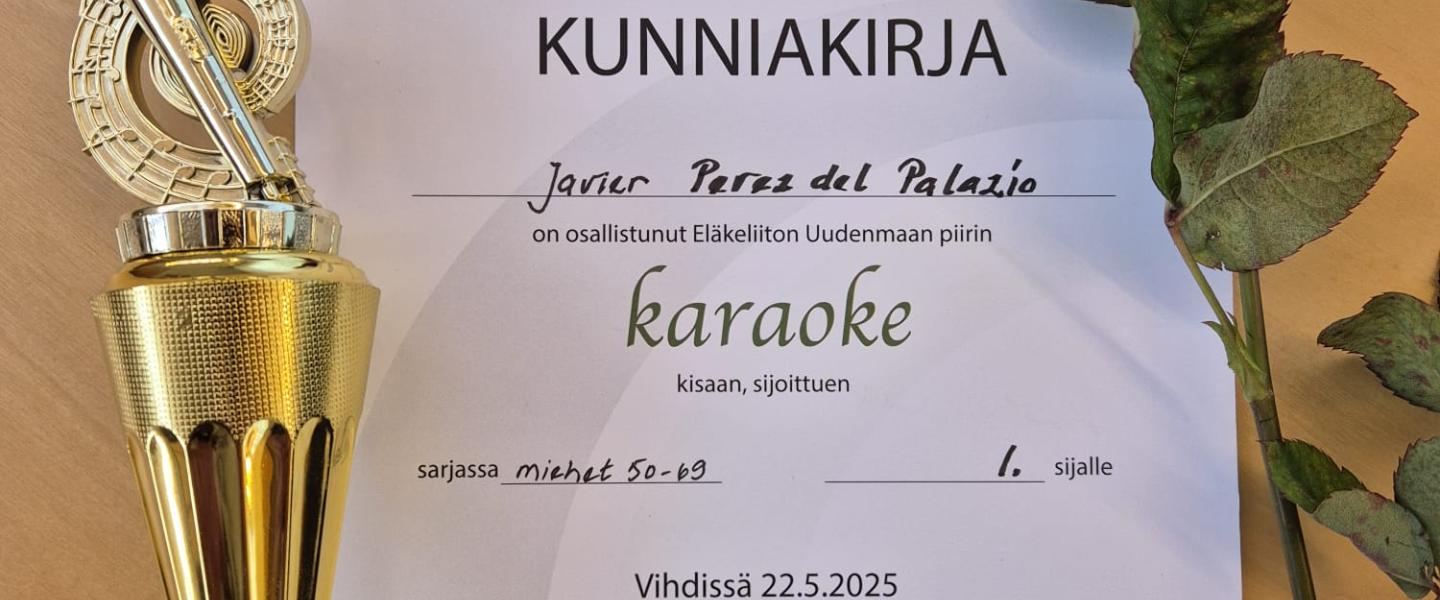 KUNNIAKIRJA
Javier Perez del Palazio
on osallistunut Eläkeliiton Uudenmaan piirin
karaoke
kisaan, sijoittuen
sarjassa miehet 50-69 1. sijalle
Vihdissä 22.5.2025